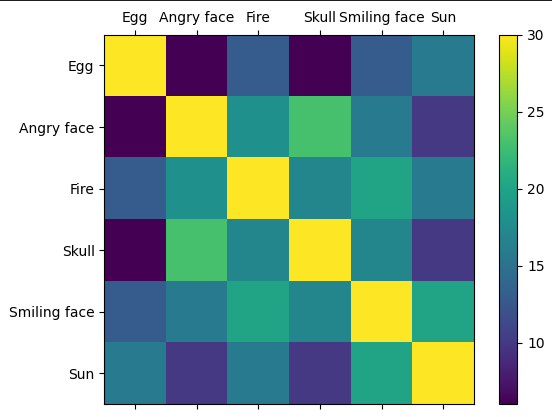 Egg Angry face Fire Skull Smiling face Sun
30
Egg
Angry face
25
Fire
20
Skull
15
Smiling face
10
Sun